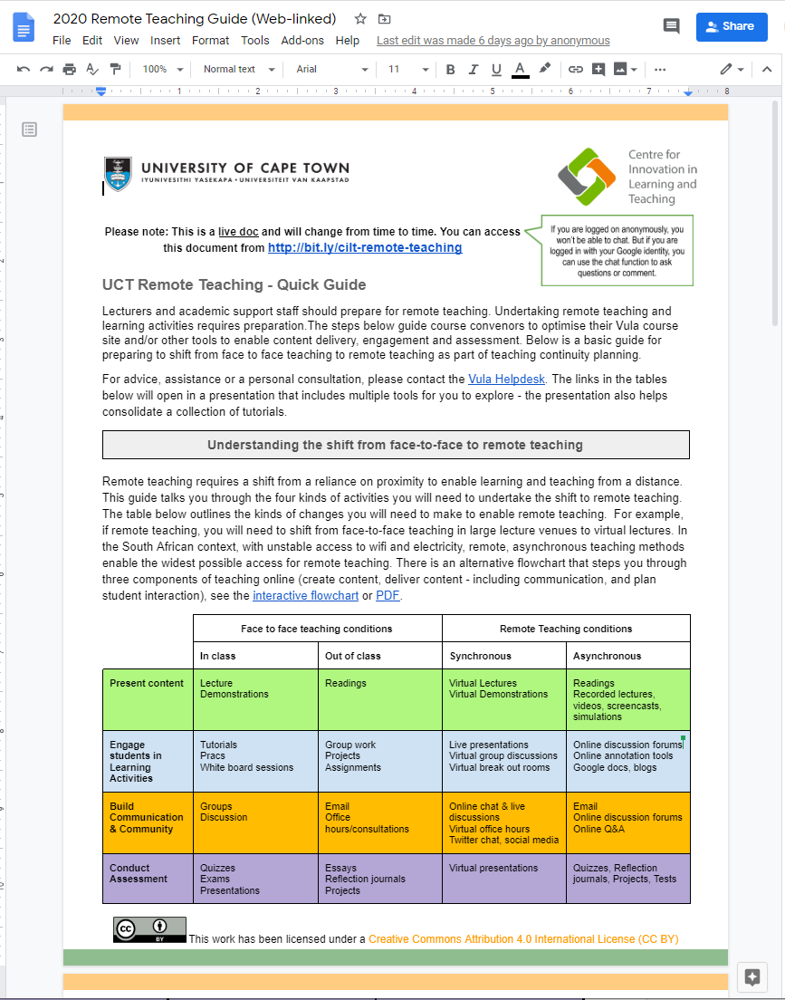 2020 Remote Teaching Guide (Web-linked)
File Edit View Insert Format Tools Add-ons Help Last edit was made 6 days ago by anonymous
Share
100% Normal text Arial 11 B I U A
1 2 3 4 5 6 7 8
UNIVERSITY OF CAPE TOWN
IYUNIVESITHI YASEKAPA • UNIVERSITEIT VAN KAAPSTAD
Centre for
Innovation in
Learning and
Teaching
Please note: This is a live doc and will change from time to time. You can access
this document from http://bit.ly/cilt-remote-teaching
If you are logged on anonymously, you
won't be able to chat. But if you are
logged in with your Google identity, you
can use the chat function to ask
questions or comment.
UCT Remote Teaching - Quick Guide
Lecturers and academic support staff should prepare for remote teaching. Undertaking remote teaching and
learning activities requires preparation.The steps below guide course convenors to optimise their Vula course
site and/or other tools to enable content delivery, engagement and assessment. Below is a basic guide for
preparing to shift from face to face teaching to remote teaching as part of teaching continuity planning.
For advice, assistance or a personal consultation, please contact the Vula Helpdesk. The links in the tables
below will open in a presentation that includes multiple tools for you to explore - the presentation also helps
consolidate a collection of tutorials.
Understanding the shift from face-to-face to remote teaching
Remote teaching requires a shift from a reliance on proximity to enable learning and teaching from a distance.
This guide talks you through the four kinds of activities you will need to undertake the shift to remote teaching.
The table below outlines the kinds of changes you will need to make to enable remote teaching. For example,
if remote teaching, you will need to shift from face-to-face teaching in large lecture venues to virtual lectures. In
the South African context, with unstable access to wifi and electricity, remote, asynchronous teaching methods
enable the widest possible access for remote teaching. There is an alternative flowchart that steps you through
three components of teaching online (create content, deliver content - including communication, and plan
student interaction), see the interactive flowchart or PDF.
Face to face teaching conditions
Remote Teaching conditions
In class
Out of class
Synchronous
Asynchronous
Present content
Lecture
Demonstrations
Readings
Virtual Lectures
Virtual Demonstrations
Readings
Recorded lectures,
videos, screencasts,
simulations
Engage
students in
Learning
Activities
Tutorials
Pracs
White board sessions
Group work
Projects
Assignments
Live presentations
Virtual group discussions
Virtual break out rooms
Online discussion forums
Online annotation tools
Google docs, blogs
Build
Communication
& Community
Groups
Discussion
Email
Office
hours/consultations
Online chat & live
discussions
Virtual office hours
Twitter chat, social media
Email
Online discussion forums
Online Q&A
Conduct
Assessment
Quizzes
Exams
Presentations
Essays
Reflection journals
Projects
Virtual presentations
Quizzes, Reflection
journals, Projects, Tests
cc BY
This work has been licensed under a Creative Commons Attribution 4.0 International License (CC BY)